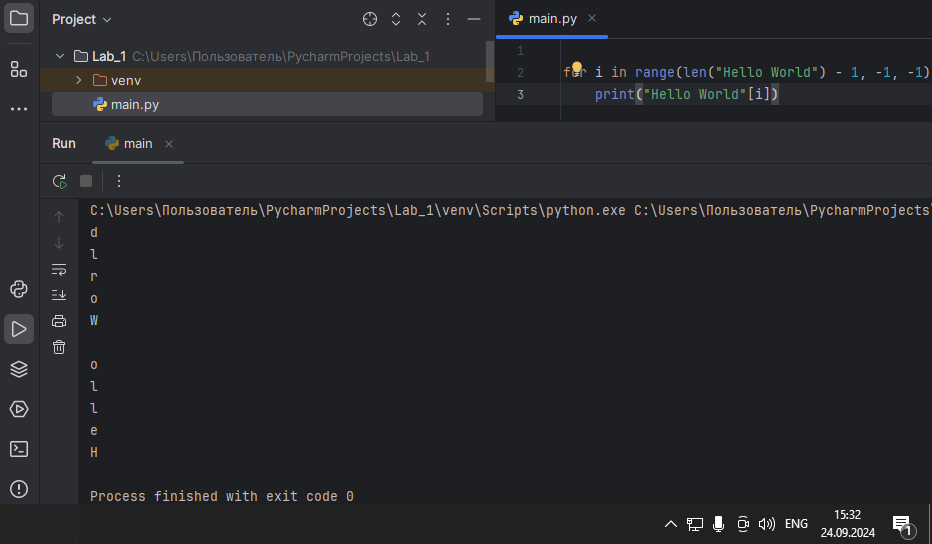 Project
main.py
Lab_1 C:\Users\Пользователь\PycharmProjects\Lab_1
venv
main.py
1
2 for i in range(len("Hello World") - 1, -1, -1)
3 print("Hello World"[i])
Run main
C:\Users\Пользователь\PycharmProjects\Lab_1\venv\Scripts\python.exe C:\Users\Пользователь\PycharmProjects\
d
l
r
o
W
o
l
l
e
H
Process finished with exit code 0
ENG
15:32
24.09.2024
1